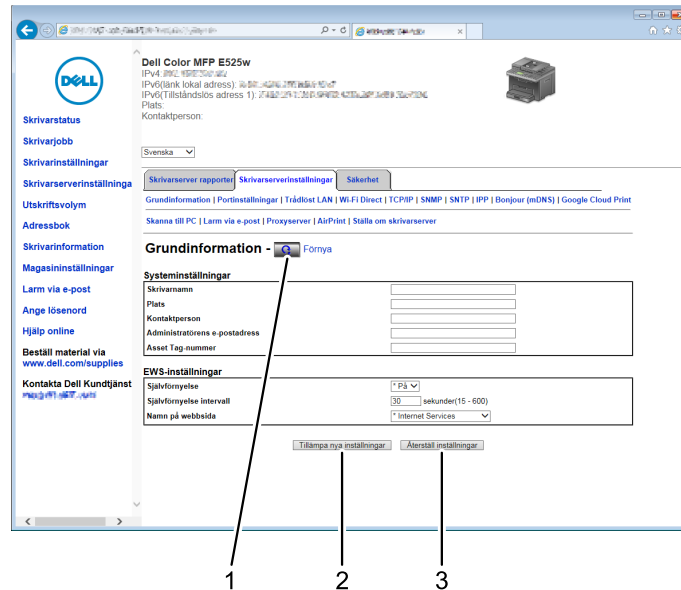 DELL
Dell Color MFP E525w
IPv4:
IPv6(länk lokal adress):
IPv6(Tillståndslös adress 1):
Plats:
Kontaktperson:
Svenska
Skrivarstatus
Skrivarjobb
Skrivarinställningar
Skrivarserverinställninga
Utskriftsvolym
Adressbok
Skrivarinformation
Magasininställningar
Larm via e-post
Ange lösenord
Hjälp online
Beställ material via
www.dell.com/supplies
Kontakta Dell Kundtjänst
Skrivarserver rapporter Skrivarserverinställningar Säkerhet
Grundinformation | Portinställningar | Trådlöst LAN | Wi-Fi Direct | TCP/IP | SNMP | SNTP | IPP | Bonjour (mDNS) | Google Cloud Print
Skanna till PC | Larm via e-post | Proxyserver | AirPrint | Ställa om skrivarserver
Grundinformation - Förnya
Systeminställningar
Skrivarnamn
Plats
Kontaktperson
Administratörens e-postadress
Asset Tag-nummer
EWS-inställningar
Självförnyelse * På
Självförnyelse intervall 30 sekunder(15 - 600)
Namn på webbsida * Internet Services
Tillämpa nya inställningar Återställ inställningar
1 2 3